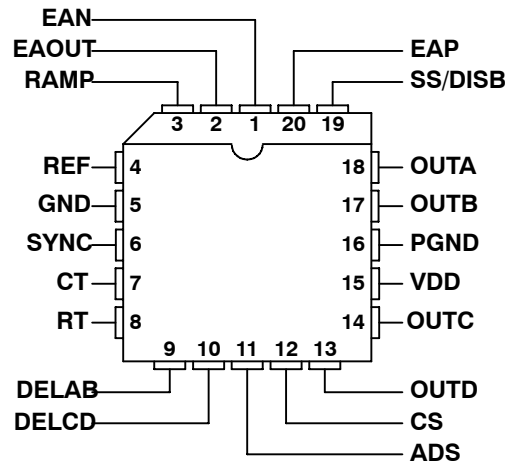 EAN
EAOUT EAP
RAMP SS/DISB
3 2 1 20 19
REF 4 18 OUTA
GND 5 17 OUTB
SYNC 6 16 PGND
CT 7 15 VDD
RT 8 14 OUTC
9 10 11 12 13
DELAB OUTD
DELCD CS
ADS